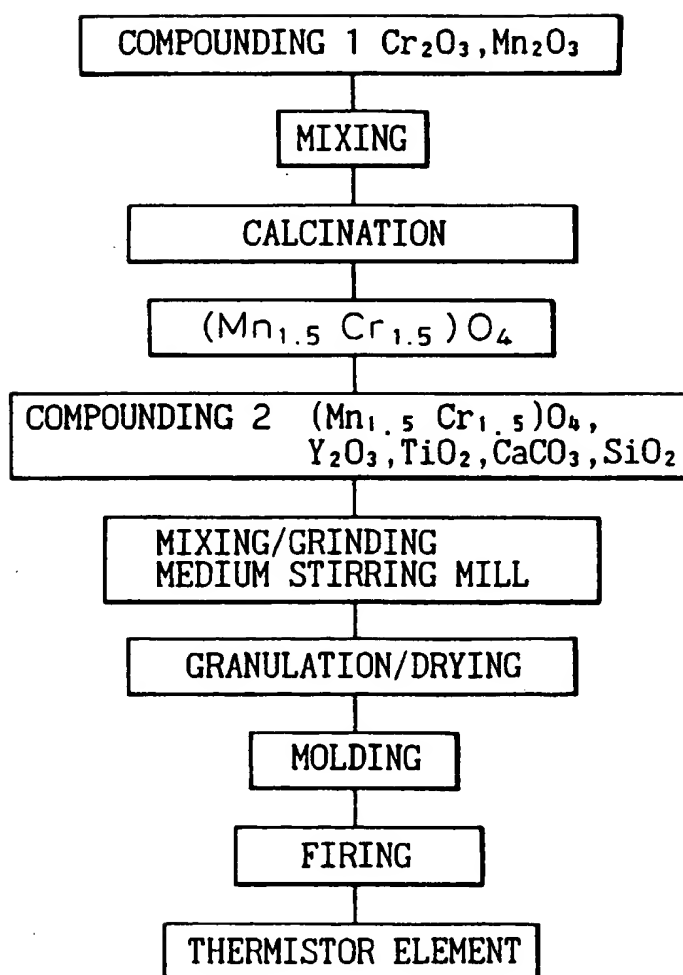 COMPOUNDING 1 Cr₂O₃,Mn₂O₃
MIXING
CALCINATION
(Mn₁.₅ Cr₁.₅)O₄
COMPOUNDING 2 (Mn₁.₅ Cr₁.₅)O₄,
Y₂O₃,TiO₂,CaCO₃,SiO₂
MIXING/GRINDING
MEDIUM STIRRING MILL
GRANULATION/DRYING
MOLDING
FIRING
THERMISTOR ELEMENT